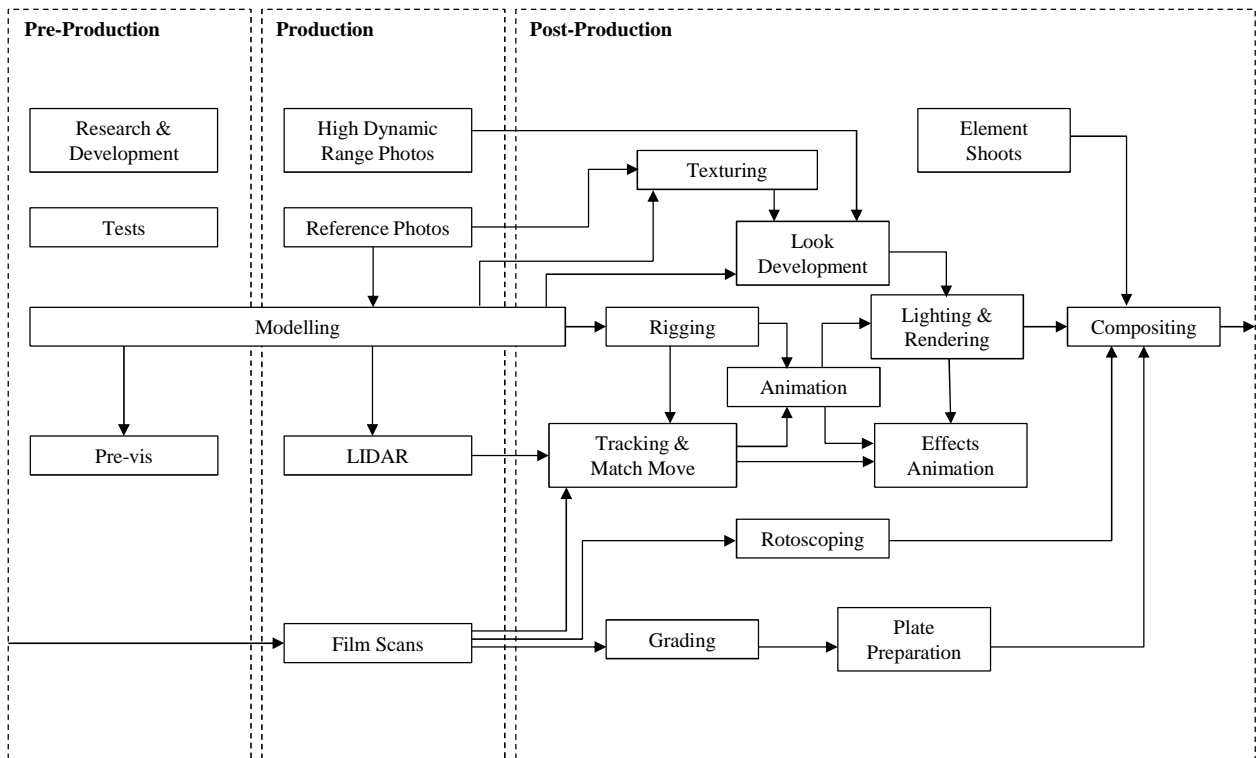 Pre-Production
Production
Post-Production
Research &
Development
High Dynamic
Range Photos
Element
Shoots
Texturing
Tests
Reference Photos
Look
Development
Modelling
Rigging
Lighting &
Rendering
Compositing
Animation
Pre-vis
LIDAR
Tracking &
Match Move
Effects
Animation
Rotoscoping
Film Scans
Grading
Plate
Preparation